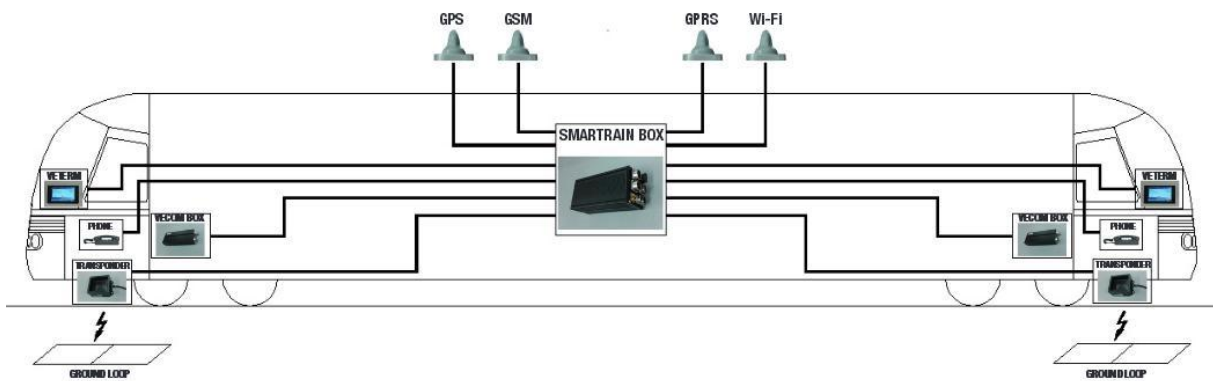 GPS
GSM
GPRS
Wi-Fi
SMARTRAIN BOX
VETERM
VETERM
VECOM BOX
VECOM BOX
PHONE
PHONE
TRANSPONDER
TRANSPONDER
GROUND LOOP
GROUND LOOP